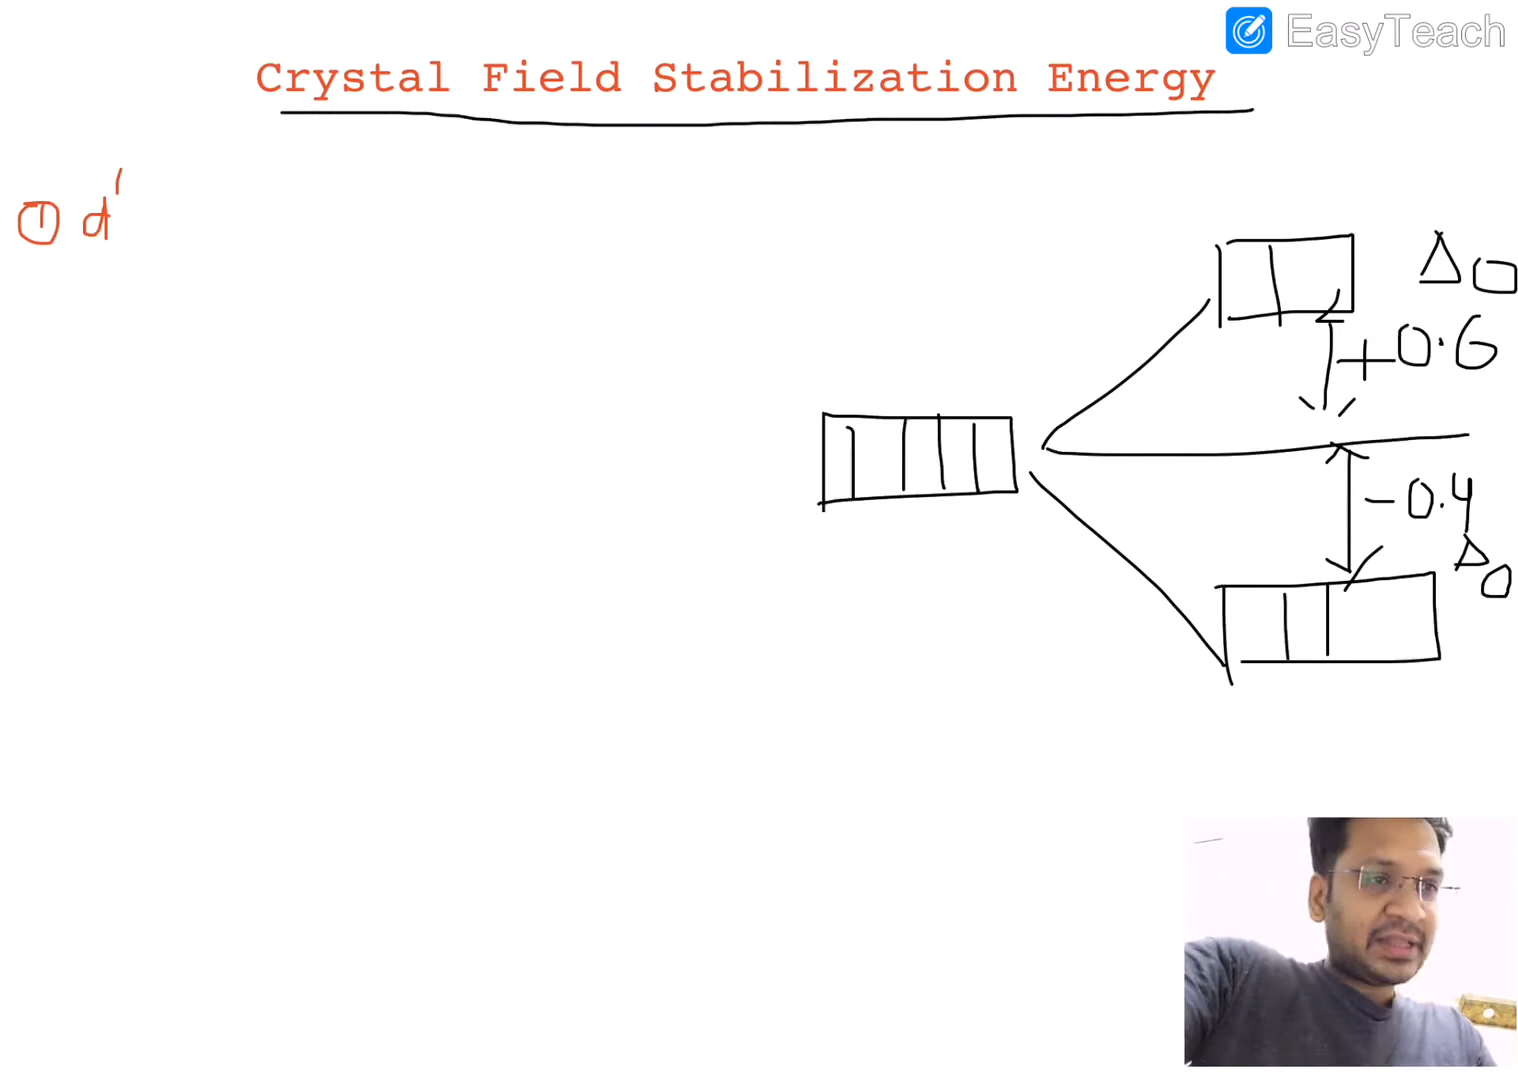 EasyTeach
Crystal Field Stabilization Energy
① d¹
Δo
+0.6
-0.4
Δo